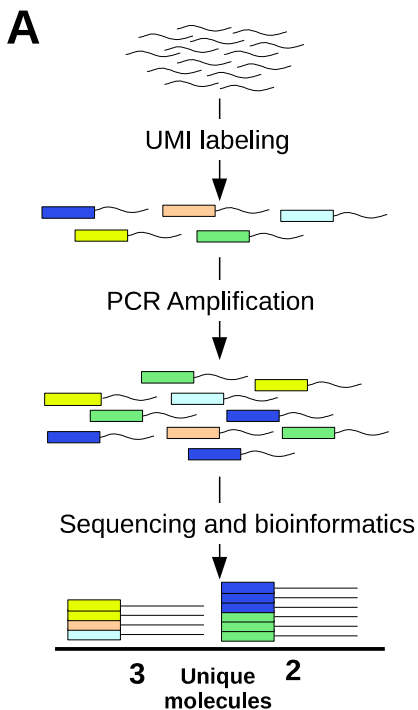 A
UMI labeling
PCR Amplification
Sequencing and bioinformatics
3 Unique 2
molecules